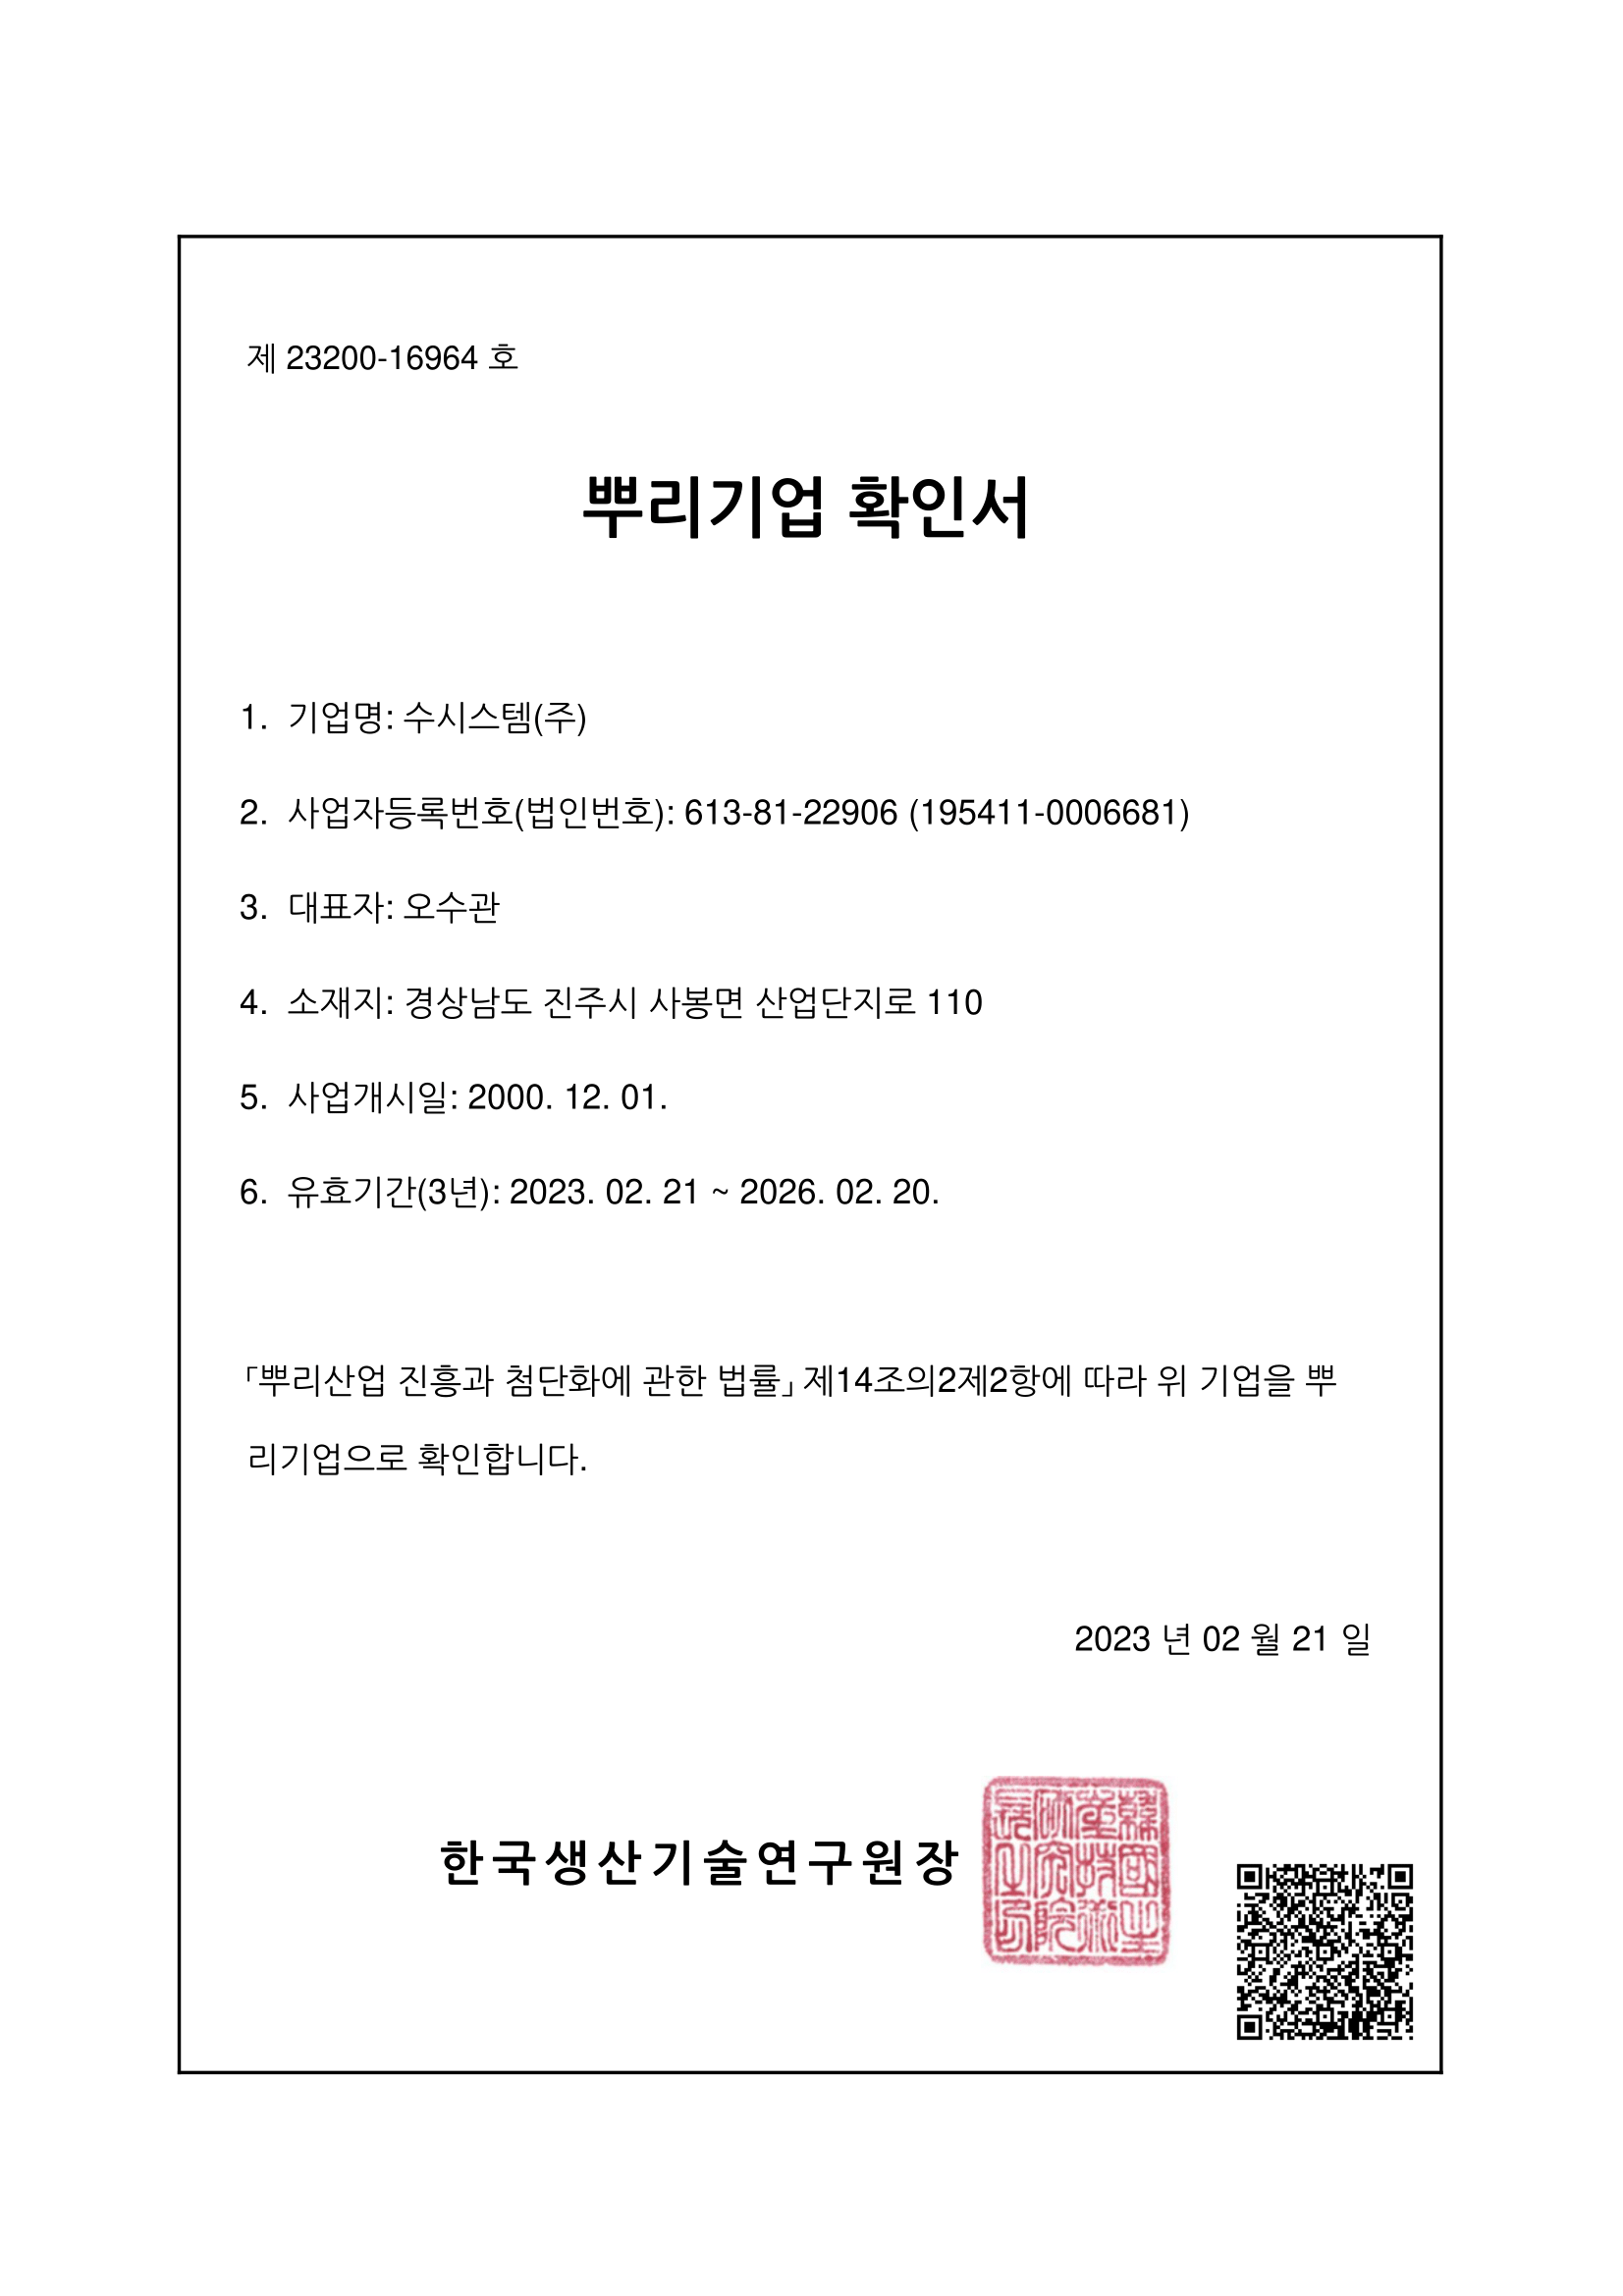 제 23200-16964 호
뿌리기업 확인서
1. 기업명: 수시스템(주)
2. 사업자등록번호(법인번호): 613-81-22906 (195411-0006681)
3. 대표자: 오수관
4. 소재지: 경상남도 진주시 사봉면 산업단지로 110
5. 사업개시일: 2000. 12. 01.
6. 유효기간(3년): 2023. 02. 21 ~ 2026. 02. 20.
「뿌리산업 진흥과 첨단화에 관한 법률」 제14조의2제2항에 따라 위 기업을 뿌
리기업으로 확인합니다.
2023 년 02 월 21 일
한국생산기술연구원장